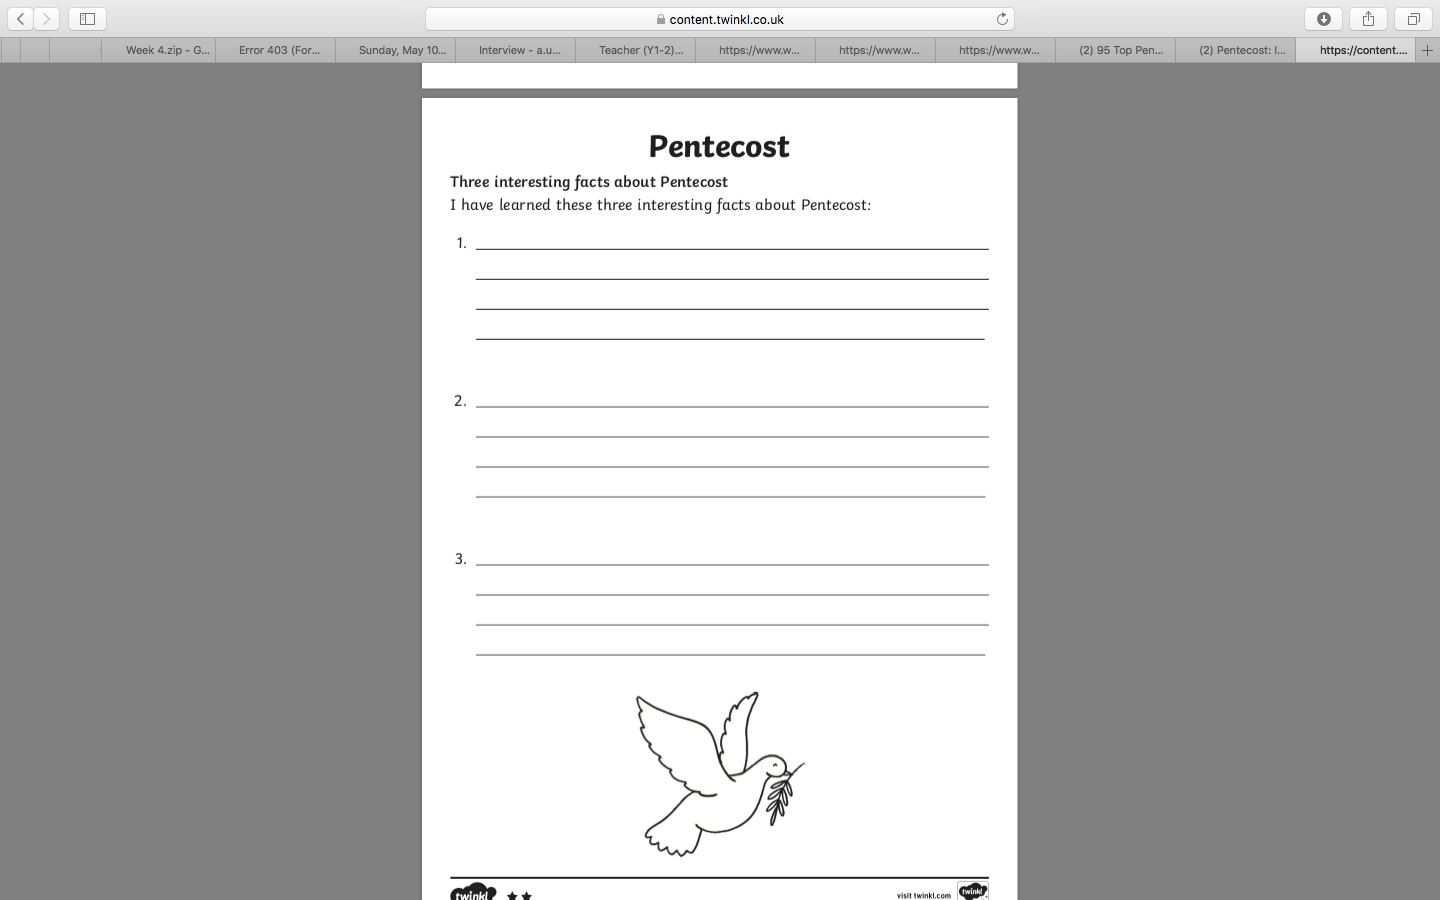 content.twinkl.co.uk
Week 4.zip - G...
Error 403 (For...
Sunday, May 10...
Interview - a.u...
Teacher (Y1-2)...
https://www.w...
https://www.w...
https://www.w...
(2) 95 Top Pen...
(2) Pentecost: I...
https://content....
Pentecost
Three interesting facts about Pentecost
I have learned these three interesting facts about Pentecost:
1.
2.
3.
twinkl
visit twinkl.com
twinkl